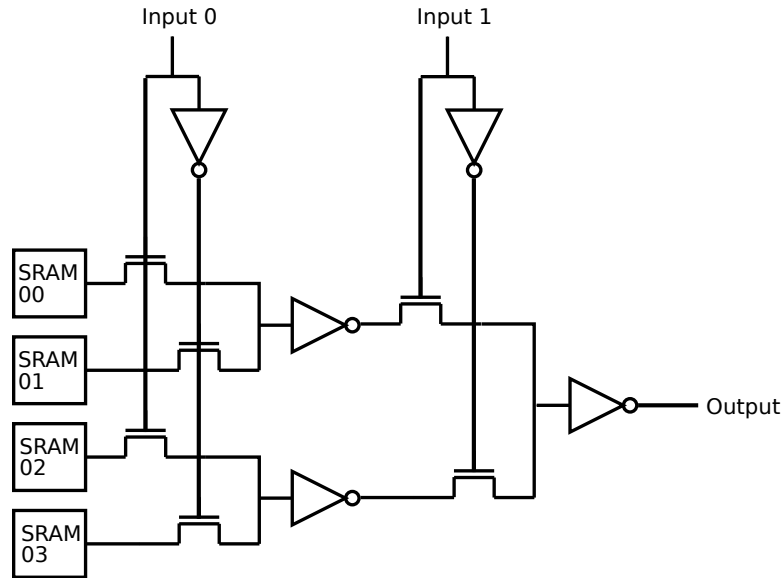 Input 0
Input 1
SRAM
00
SRAM
01
SRAM
02
SRAM
03
Output